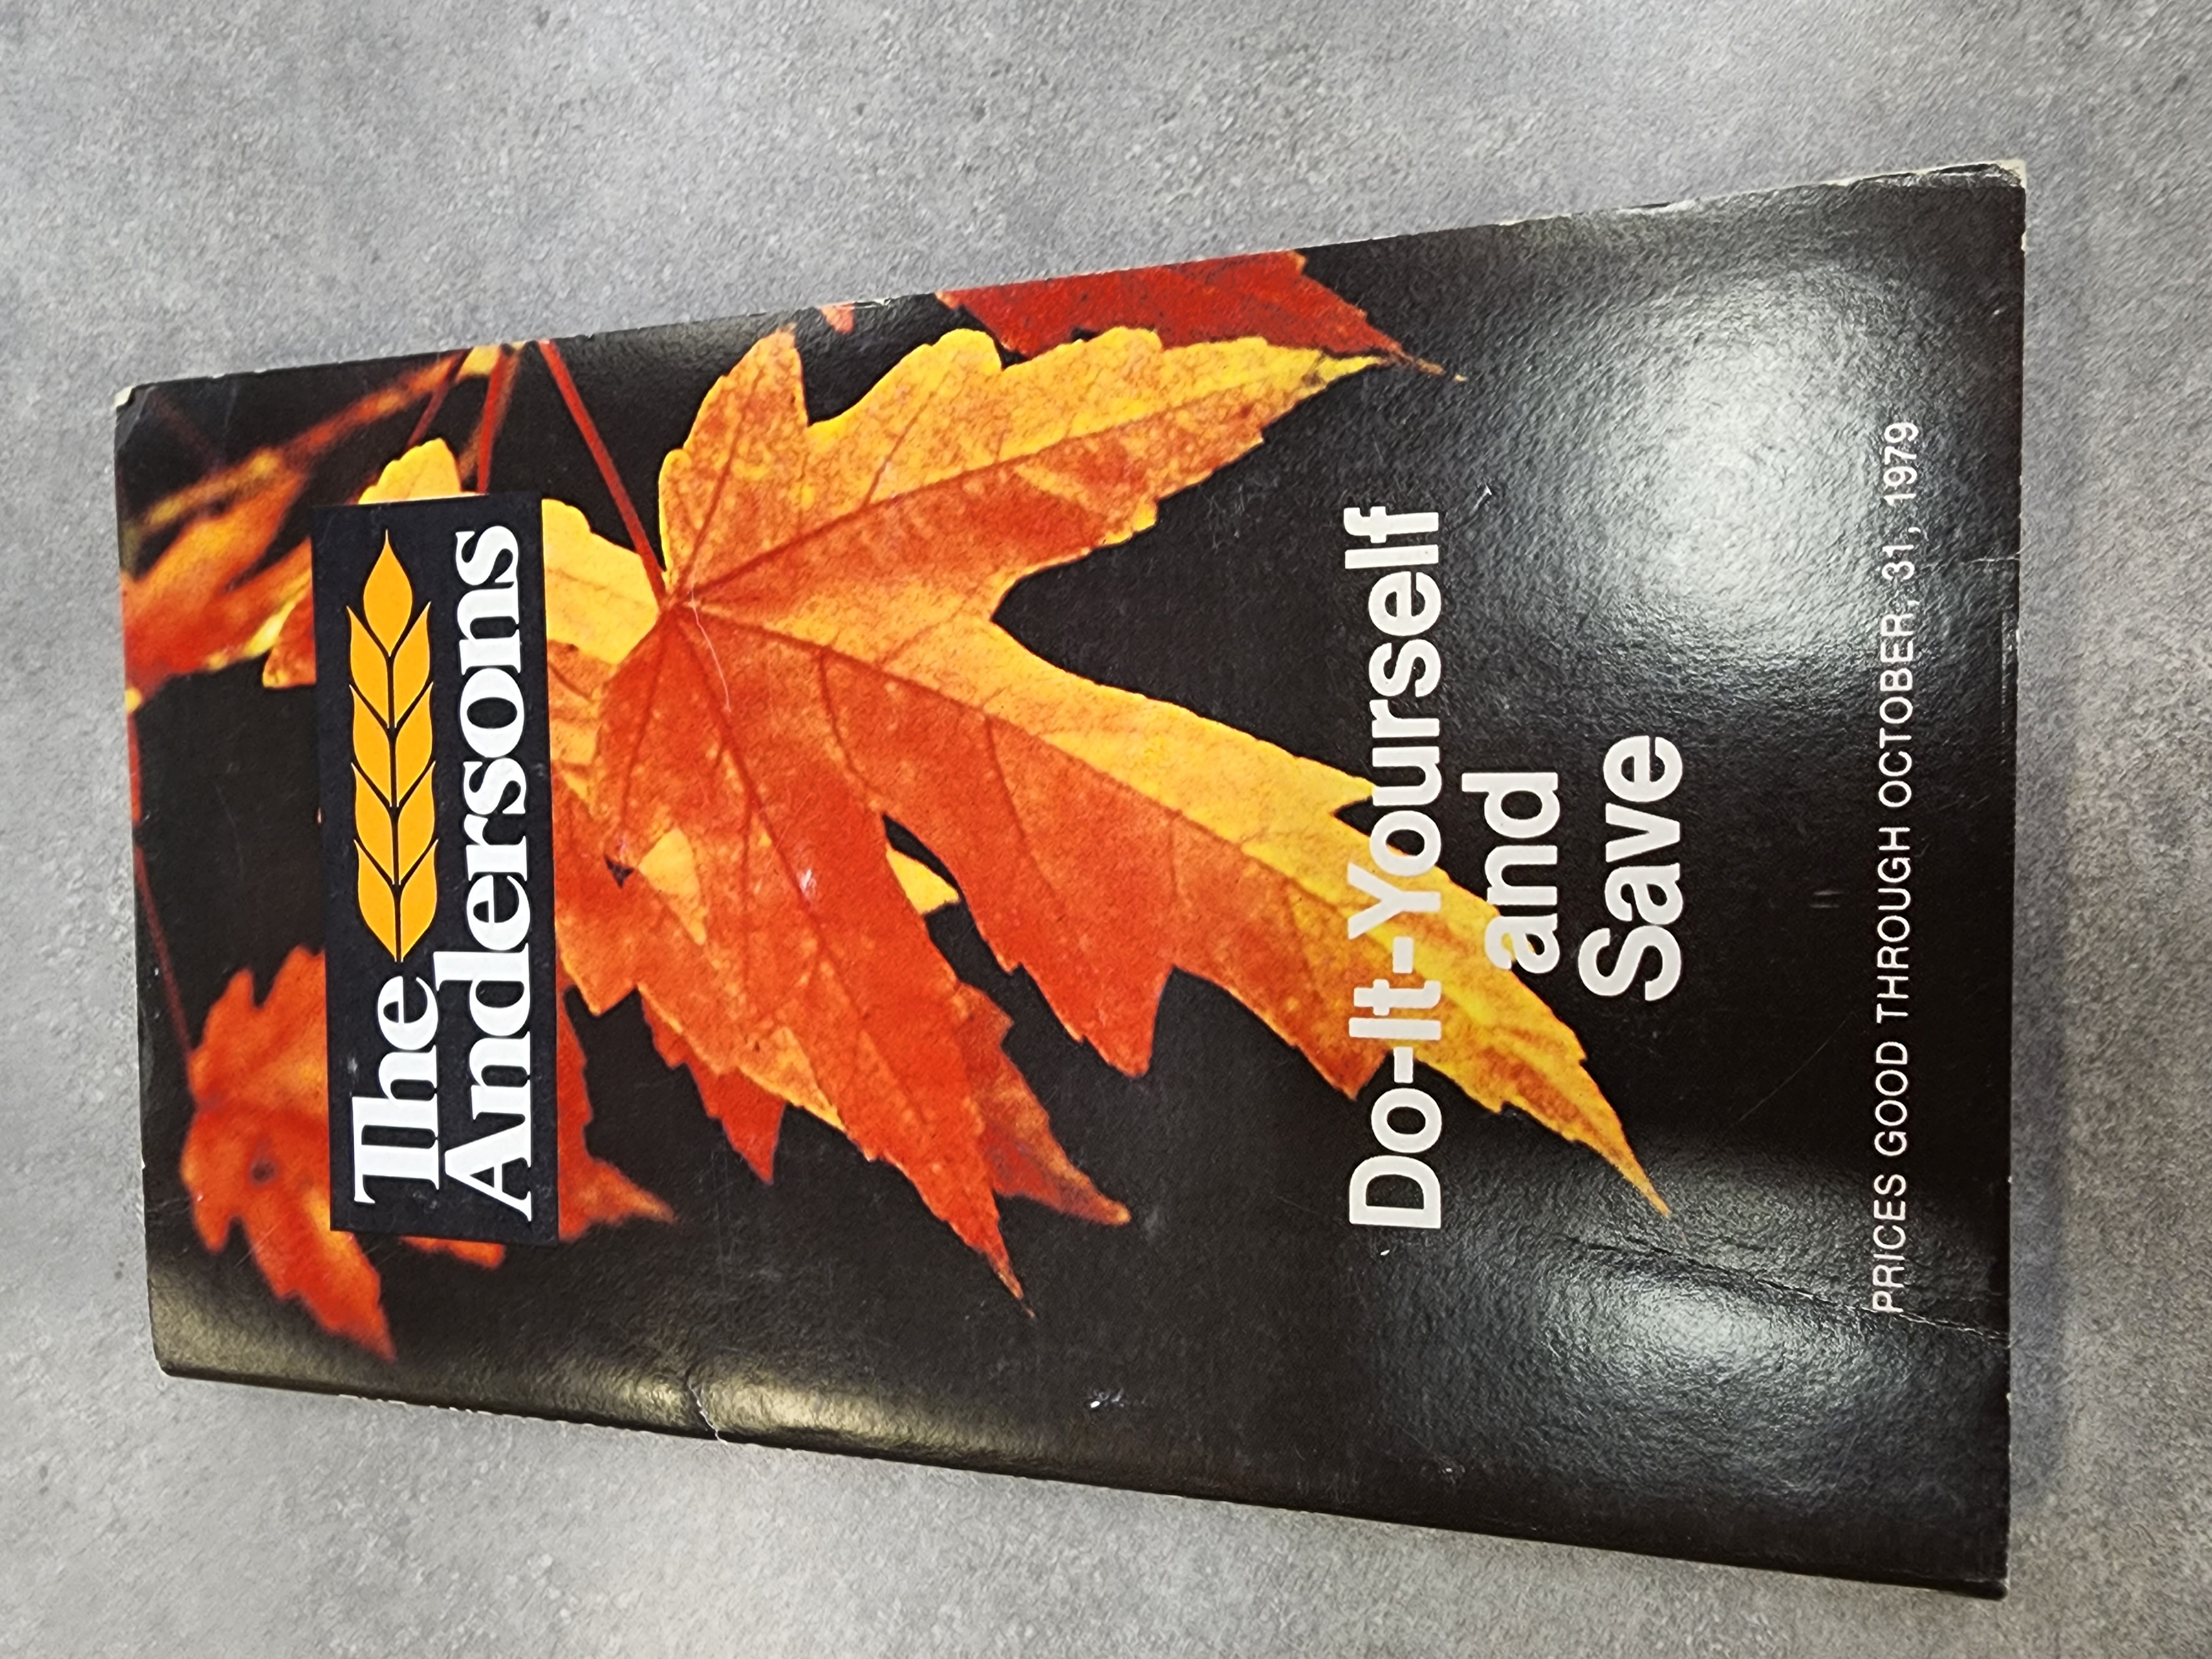 The
Andersons
Do-It-Yourself
and
Save
PRICES GOOD THROUGH OCTOBER, 31, 1979